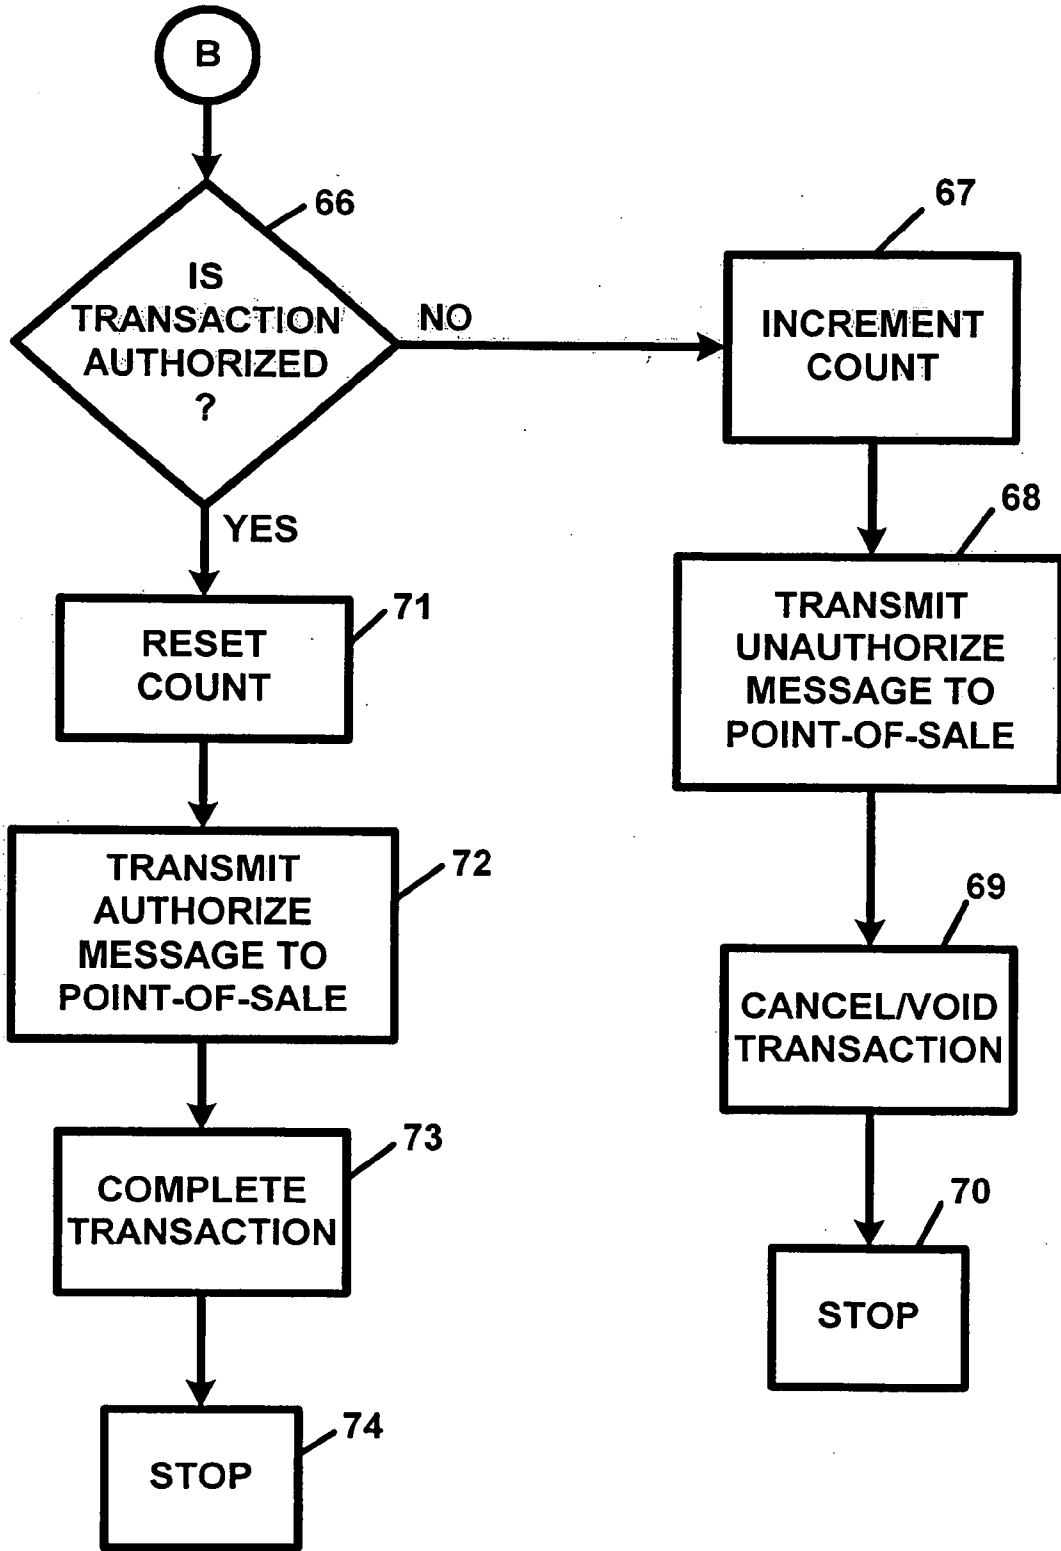 B
66
IS
TRANSACTION
AUTHORIZED
?
NO
YES
67
INCREMENT
COUNT
68
TRANSMIT
UNAUTHORIZE
MESSAGE TO
POINT-OF-SALE
69
CANCEL/VOID
TRANSACTION
70
STOP
71
RESET
COUNT
72
TRANSMIT
AUTHORIZE
MESSAGE TO
POINT-OF-SALE
73
COMPLETE
TRANSACTION
74
STOP